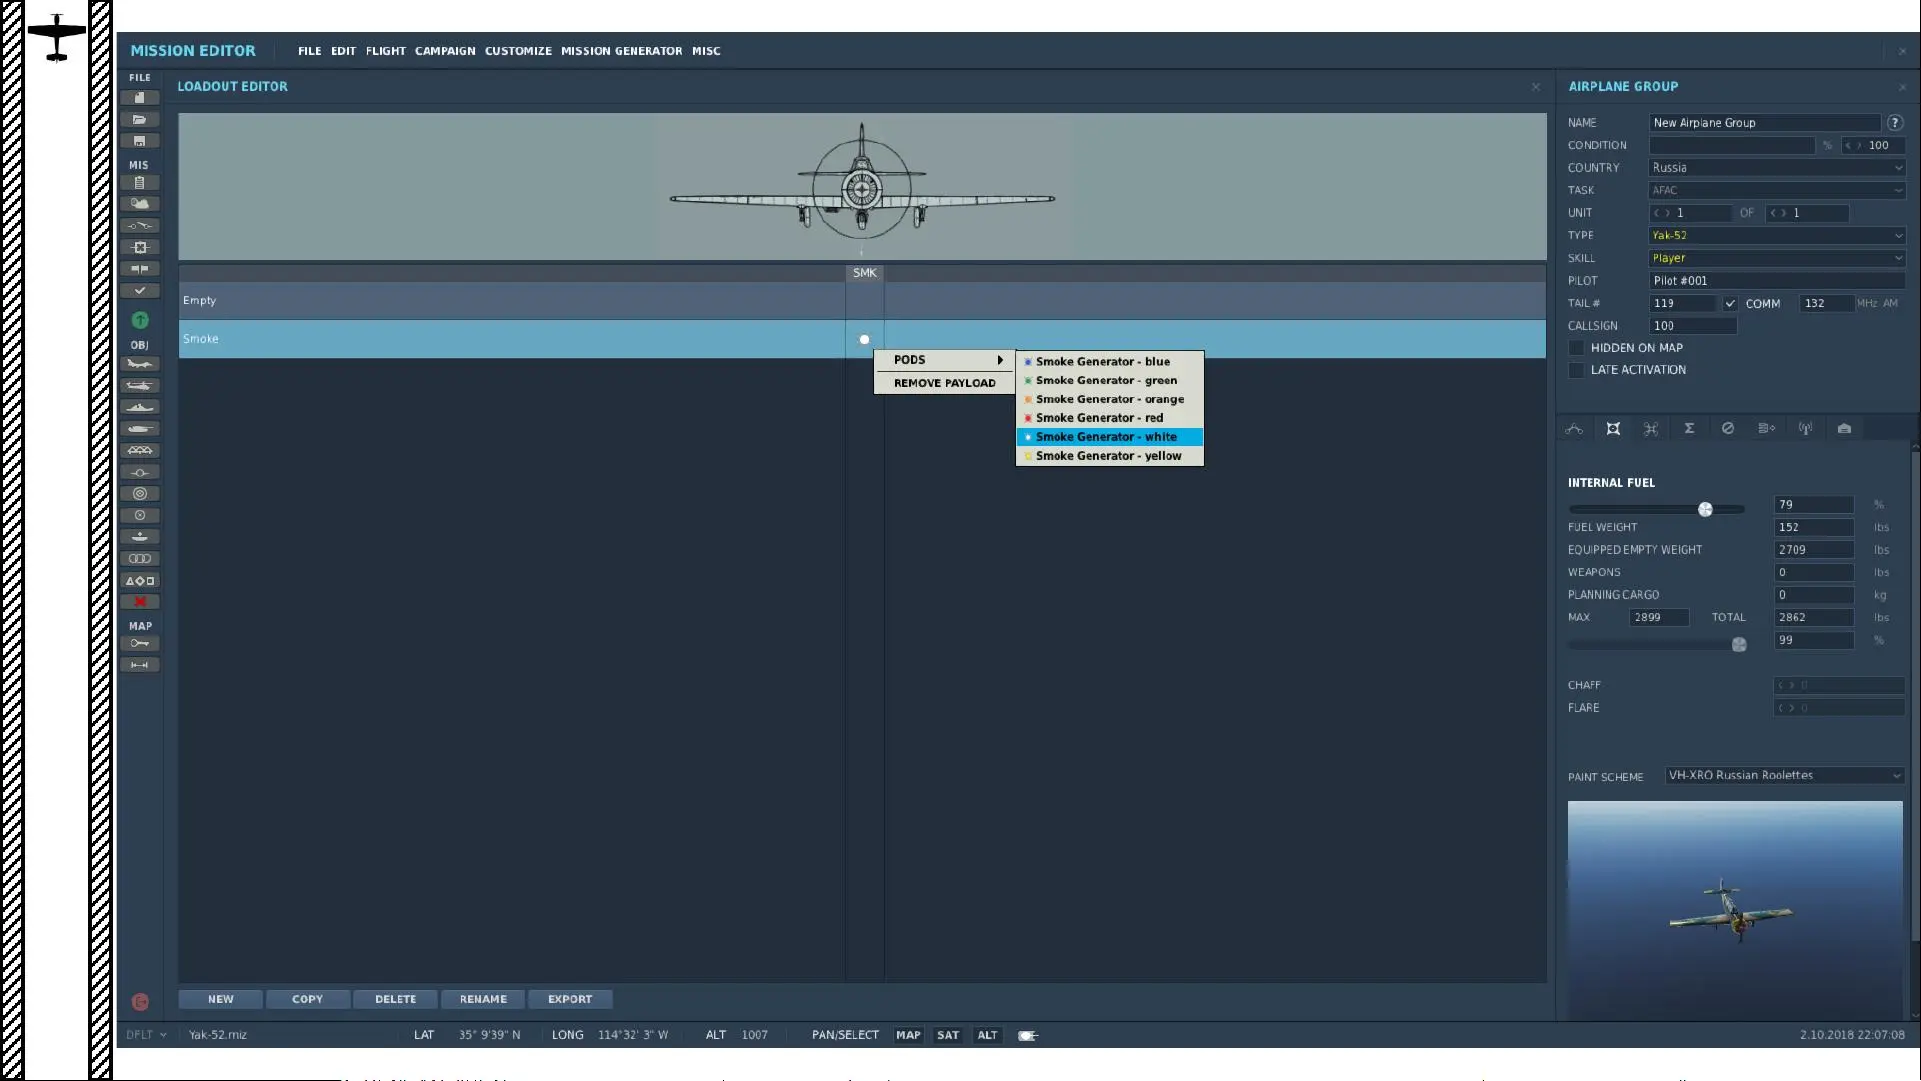 MISSION EDITOR FILE EDIT FLIGHT CAMPAIGN CUSTOMIZE MISSION GENERATOR MISC
FILE
MIS
OBJ
MAP
LOADOUT EDITOR
SMK
Empty
Smoke
PODS
REMOVE PAYLOAD
Smoke Generator - blue
Smoke Generator - green
Smoke Generator - orange
Smoke Generator - red
Smoke Generator - white
Smoke Generator - yellow
NEW COPY DELETE RENAME EXPORT
AIRPLANE GROUP
NAME New Airplane Group ?
CONDITION % < > 100
COUNTRY Russia
TASK AFAC
UNIT < > 1 OF < > 1
TYPE Yak-52
SKILL Player
PILOT Pilot #001
TAIL # 119 COMM 132 MHz AM
CALLSIGN 100
HIDDEN ON MAP
LATE ACTIVATION
INTERNAL FUEL
79 %
FUEL WEIGHT 152 lbs
EQUIPPED EMPTY WEIGHT 2709 lbs
WEAPONS 0 lbs
PLANNING CARGO 0 kg
MAX 2899 TOTAL 2862 lbs
99 %
CHAFF < > 0
FLARE < > 0
PAINT SCHEME VH-XRO Russian Roolettes
DFLT Yak-52.miz LAT 35° 9'39" N LONG 114°32' 3" W ALT 1007 PAN/SELECT MAP SAT ALT 2.10.2018 22:07:08